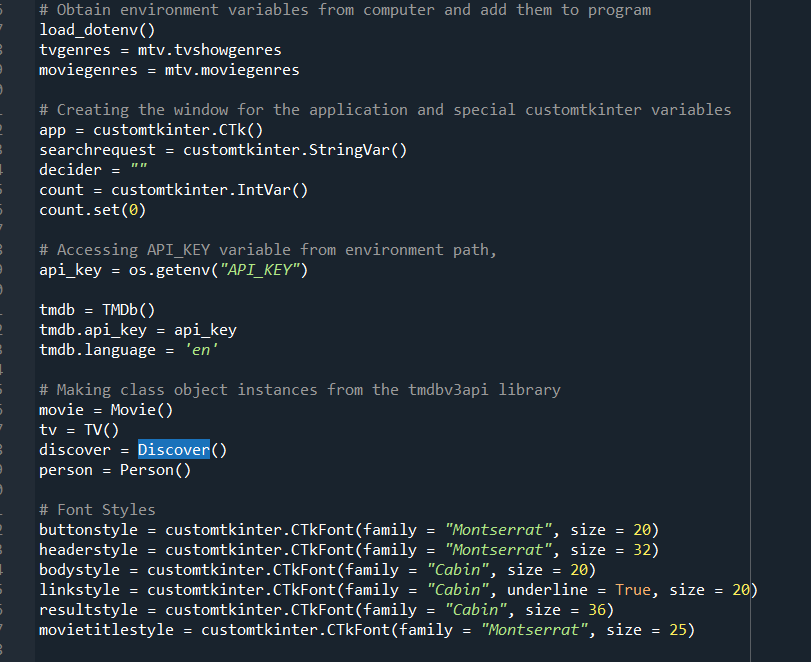 # Obtain environment variables from computer and add them to program
load_dotenv()
tvgenres = mtv.tvshowgenres
moviegenres = mtv.moviegenres
# Creating the window for the application and special customtkinter variables
app = customtkinter.CTk()
searchrequest = customtkinter.StringVar()
decider = ""
count = customtkinter.IntVar()
count.set(0)
# Accessing API_KEY variable from environment path,
api_key = os.getenv("API_KEY")
tmdb = TMDb()
tmdb.api_key = api_key
tmdb.language = 'en'
# Making class object instances from the tmdbv3api library
movie = Movie()
tv = TV()
discover = Discover()
person = Person()
# Font Styles
buttonstyle = customtkinter.CTkFont(family = "Montserrat", size = 20)
headerstyle = customtkinter.CTkFont(family = "Montserrat", size = 32)
bodystyle = customtkinter.CTkFont(family = "Cabin", size = 20)
linkstyle = customtkinter.CTkFont(family = "Cabin", underline = True, size = 20)
resultstyle = customtkinter.CTkFont(family = "Cabin", size = 36)
movietitlestyle = customtkinter.CTkFont(family = "Montserrat", size = 25)